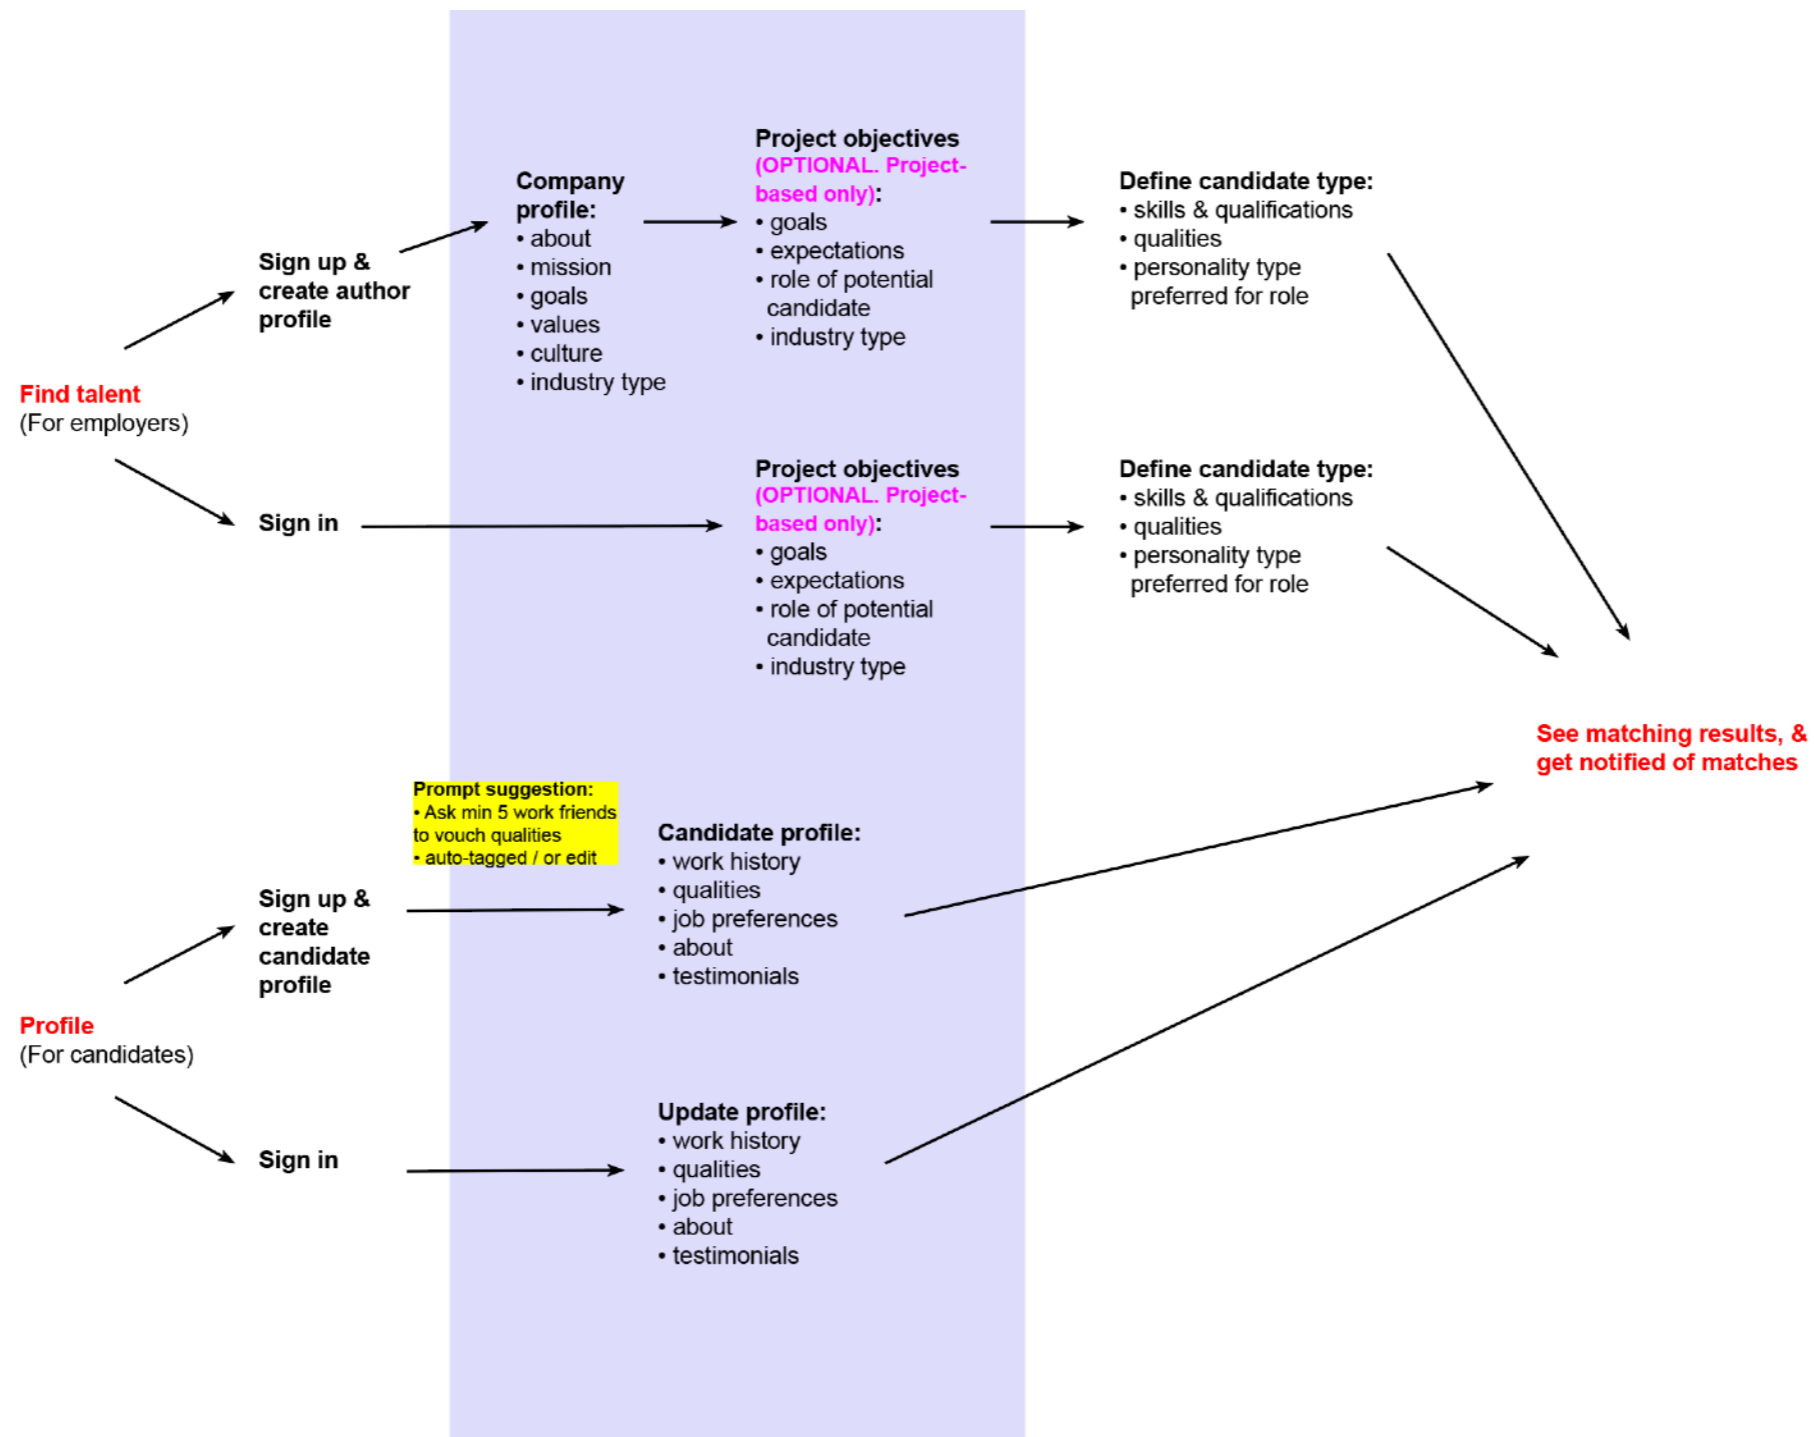 Find talent
(For employers)
Sign up &
create author
profile
Company
profile:
• about
• mission
• goals
• values
• culture
• industry type
Project objectives
(OPTIONAL. Project-
based only):
• goals
• expectations
• role of potential
candidate
• industry type
Define candidate type:
• skills & qualifications
• qualities
• personality type
preferred for role
Sign in
Project objectives
(OPTIONAL. Project-
based only):
• goals
• expectations
• role of potential
candidate
• industry type
Define candidate type:
• skills & qualifications
• qualities
• personality type
preferred for role
See matching results, &
get notified of matches
Profile
(For candidates)
Sign up &
create
candidate
profile
Prompt suggestion:
• Ask min 5 work friends
to vouch qualities
• auto-tagged / or edit
Candidate profile:
• work history
• qualities
• job preferences
• about
• testimonials
Sign in
Update profile:
• work history
• qualities
• job preferences
• about
• testimonials